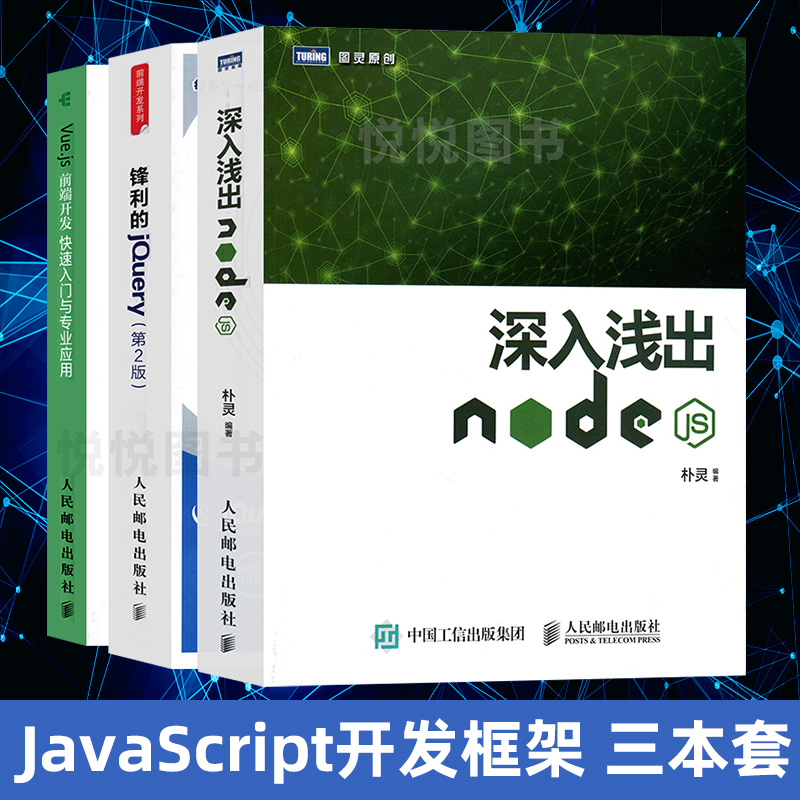 Vue.js 前端开发 快速入门与专业应用
人民邮电出版社
前端开发系列
锋利的jQuery(第2版)
人民邮电出版社
TURING
深入浅出
node
JS
朴灵 编著
人民邮电出版社
TURING 图灵原创
悦悦图书
深入浅出
node JS
朴灵 编著
中国工信出版集团
人民邮电出版社
POSTS & TELECOM PRESS
悦悦图书
JavaScript开发框架 三本套